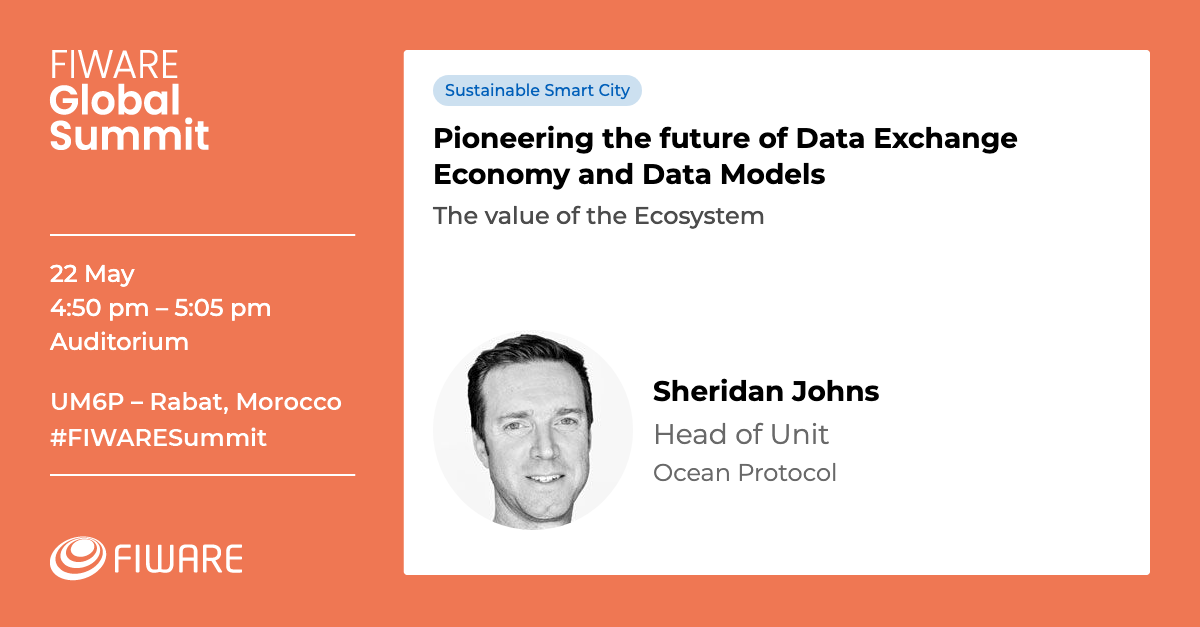 FIWARE
Global
Summit
22 May
4:50 pm – 5:05 pm
Auditorium
UM6P – Rabat, Morocco
#FIWARESummit
FIWARE
Sustainable Smart City
Pioneering the future of Data Exchange
Economy and Data Models
The value of the Ecosystem
Sheridan Johns
Head of Unit
Ocean Protocol